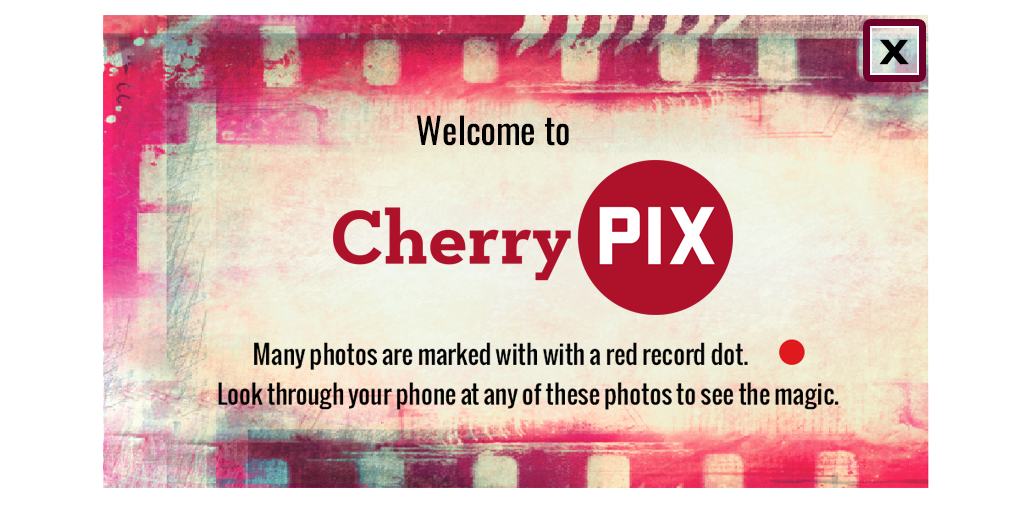 X
Welcome to
Cherry PIX
Many photos are marked with with a red record dot.
Look through your phone at any of these photos to see the magic.